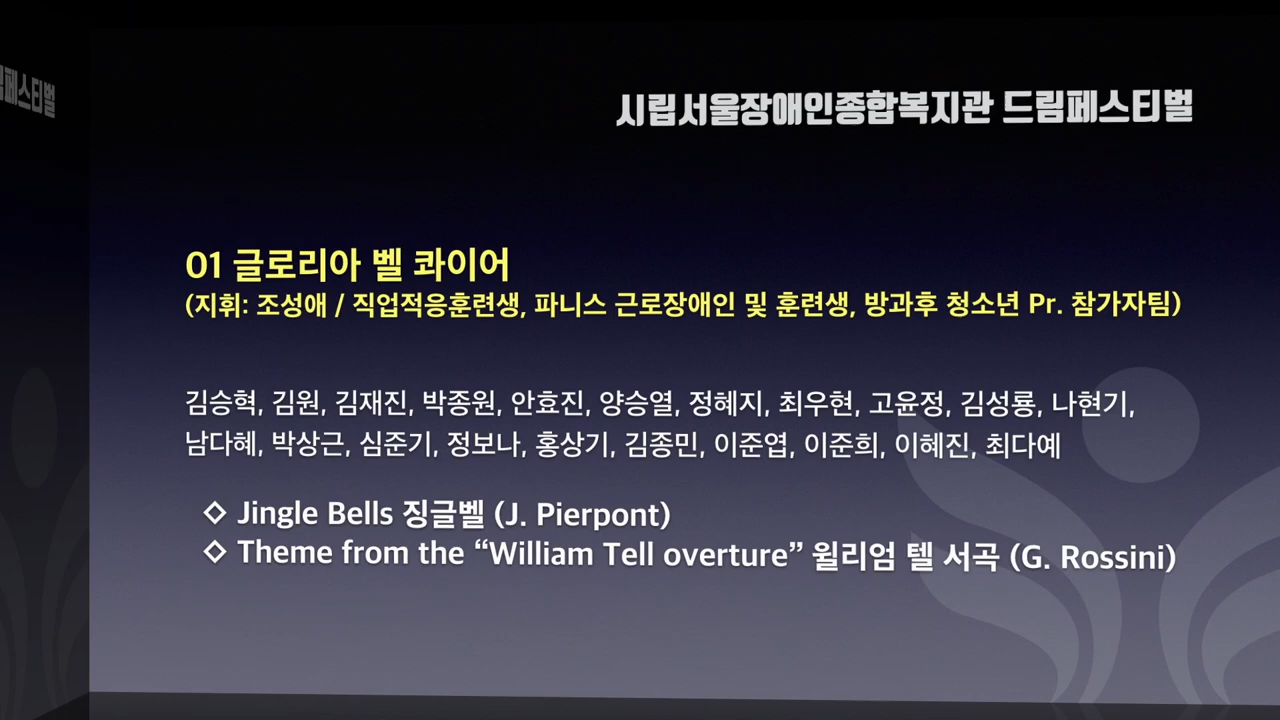 시립서울장애인종합복지관 드림페스티벌
페스티벌
01 글로리아 벨 콰이어
(지휘: 조성애 / 직업적응훈련생, 파니스 근로장애인 및 훈련생, 방과후 청소년 Pr. 참가자팀)
김승혁, 김원, 김재진, 박종원, 안효진, 양승열, 정혜지, 최우현, 고윤정, 김성룡, 나현기,
남다혜, 박상근, 심준기, 정보나, 홍상기, 김종민, 이준엽, 이준희, 이혜진, 최다예
◇ Jingle Bells 징글벨 (J. Pierpont)
◇ Theme from the “William Tell overture” 윌리엄 텔 서곡 (G. Rossini)